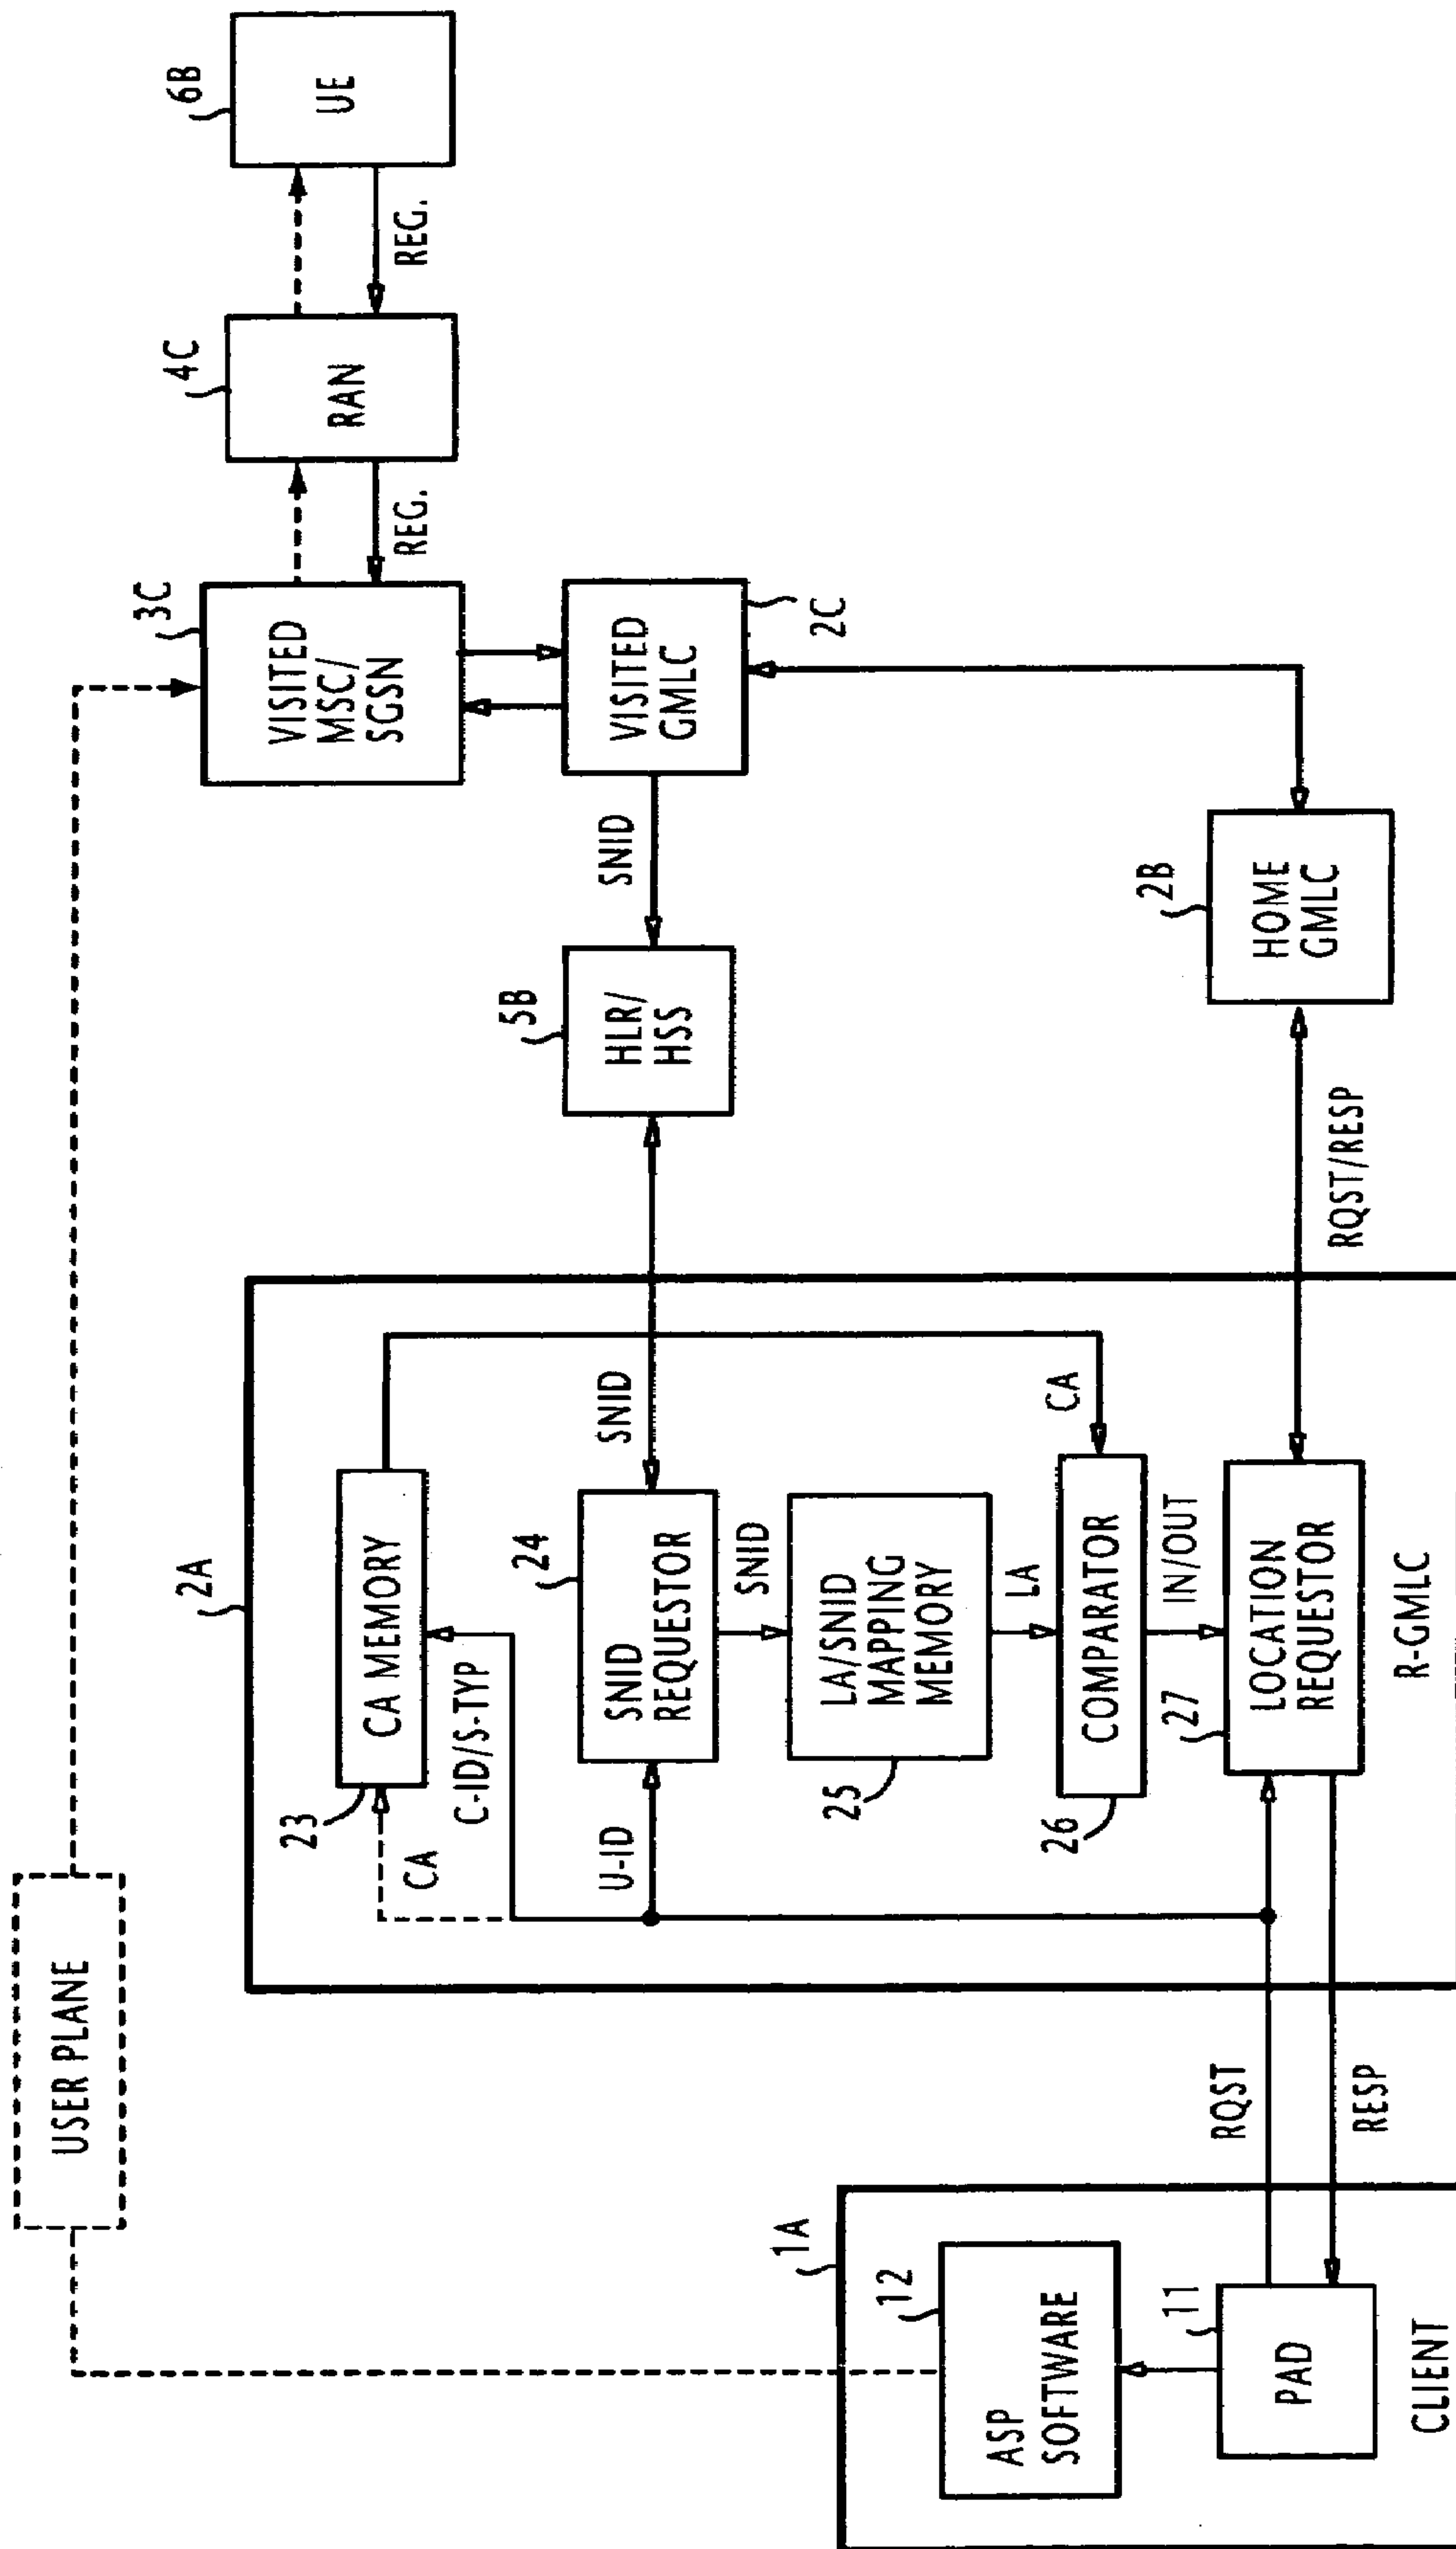 USER PLANE
1A
12
ASP
SOFTWARE
11
PAD
CLIENT
RQST
RESP
2A
23
CA MEMORY
CA
C-ID/S-TYP
U-ID
24
SNID
REQUESTOR
SNID
SNID
25
LA/SNID
MAPPING
MEMORY
LA
CA
26
COMPARATOR
IN/OUT
27
LOCATION
REQUESTOR
R-GMLC
RQST/RESP
5B
HLR/
HSS
SNID
2B
HOME
GMLC
3C
VISITED
MSC/
SGSN
VISITED
GMLC
2C
REG.
4C
RAN
REG.
6B
UE